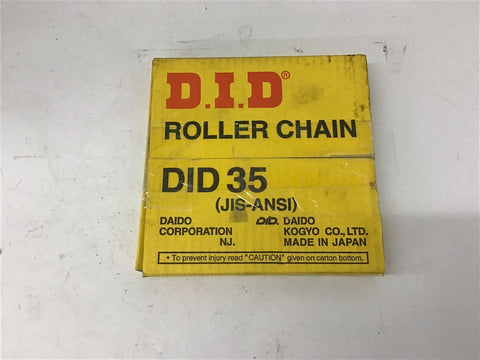 D.I.D®
ROLLER CHAIN
DID 35
(JIS-ANSI)
DAIDO
CORPORATION
NJ.
D.I.D. DAIDO
KOGYO CO., LTD.
MADE IN JAPAN
• To prevent injury read "CAUTION" given on carton bottom.